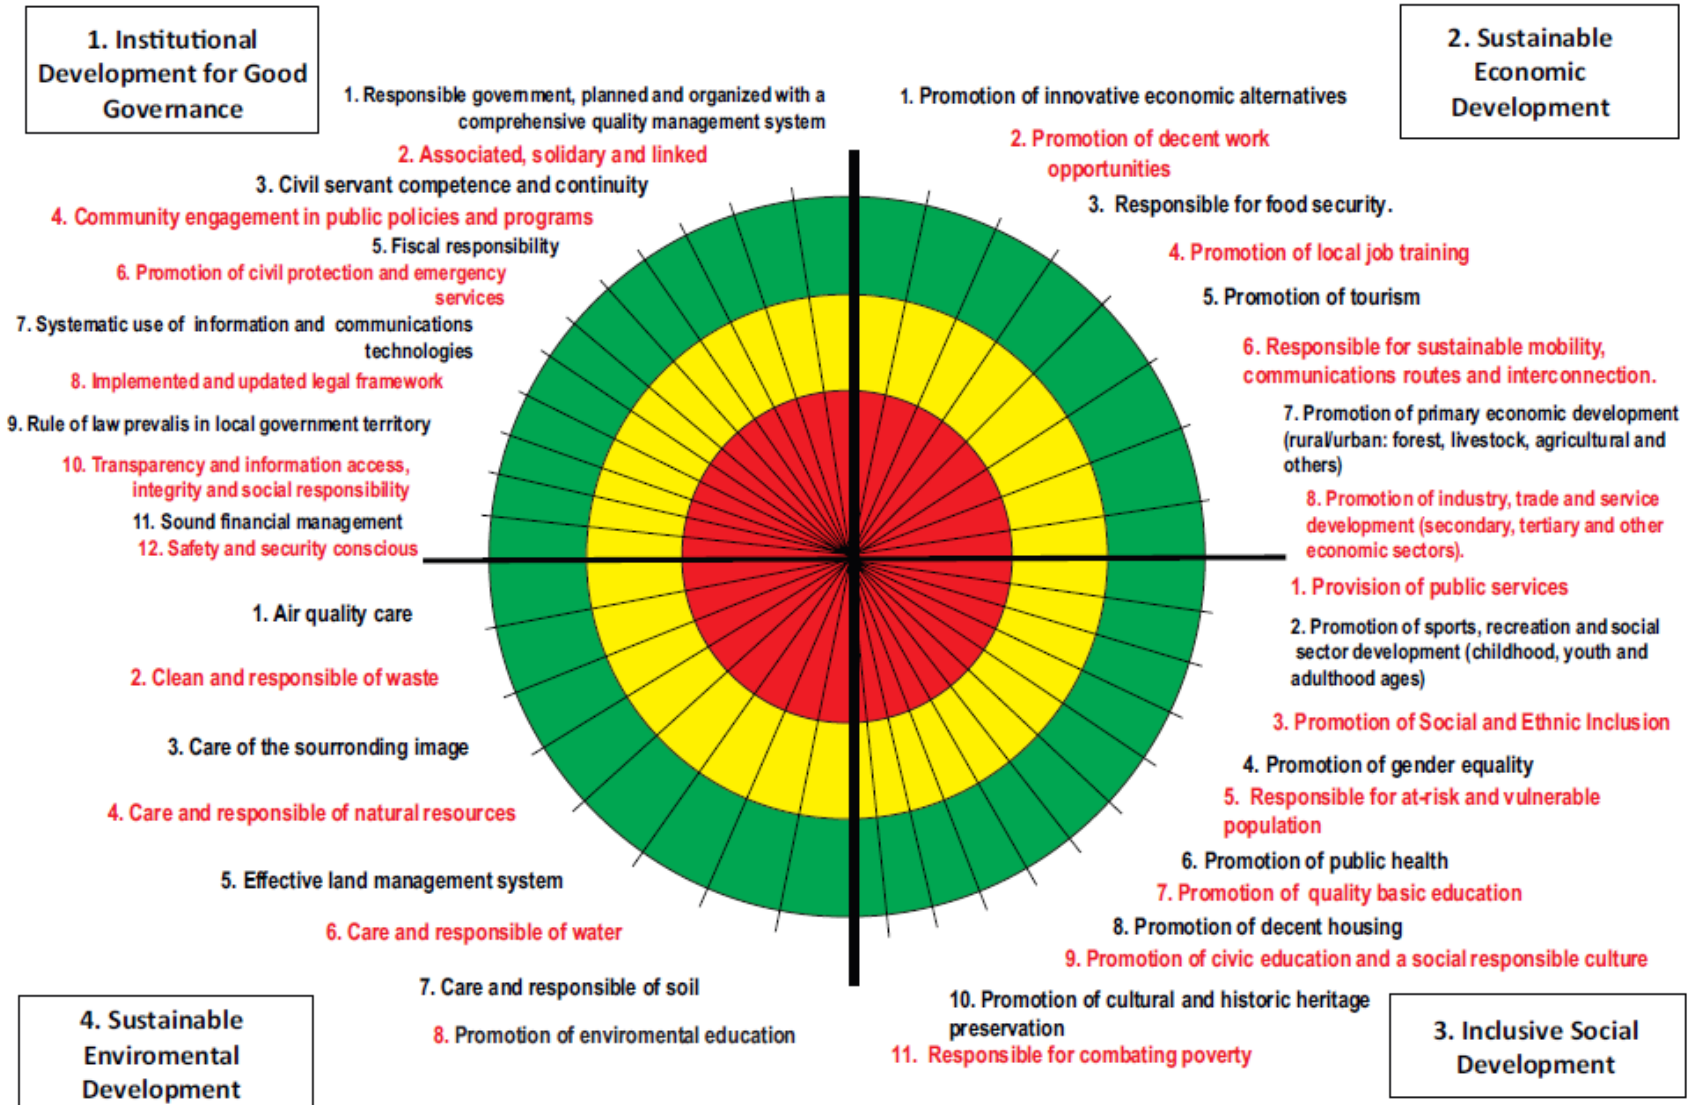 1. Institutional
Development for Good
Governance
1. Responsible government, planned and organized with a
comprehensive quality management system
2. Associated, solidary and linked
3. Civil servant competence and continuity
4. Community engagement in public policies and programs
5. Fiscal responsibility
6. Promotion of civil protection and emergency
services
7. Systematic use of information and communications
technologies
8. Implemented and updated legal framework
9. Rule of law prevalis in local government territory
10. Transparency and information access,
integrity and social responsibility
11. Sound financial management
12. Safety and security conscious
2. Sustainable
Economic
Development
1. Promotion of innovative economic alternatives
2. Promotion of decent work
opportunities
3. Responsible for food security.
4. Promotion of local job training
5. Promotion of tourism
6. Responsible for sustainable mobility,
communications routes and interconnection.
7. Promotion of primary economic development
(rural/urban: forest, livestock, agricultural and
others)
8. Promotion of industry, trade and service
development (secondary, tertiary and other
economic sectors).
1. Provision of public services
2. Promotion of sports, recreation and social
sector development (childhood, youth and
adulthood ages)
3. Promotion of Social and Ethnic Inclusion
4. Promotion of gender equality
5. Responsible for at-risk and vulnerable
population
6. Promotion of public health
7. Promotion of quality basic education
8. Promotion of decent housing
9. Promotion of civic education and a social responsible culture
10. Promotion of cultural and historic heritage
preservation
11. Responsible for combating poverty
3. Inclusive Social
Development
1. Air quality care
2. Clean and responsible of waste
3. Care of the sourronding image
4. Care and responsible of natural resources
5. Effective land management system
6. Care and responsible of water
7. Care and responsible of soil
8. Promotion of enviromental education
4. Sustainable
Enviromental
Development